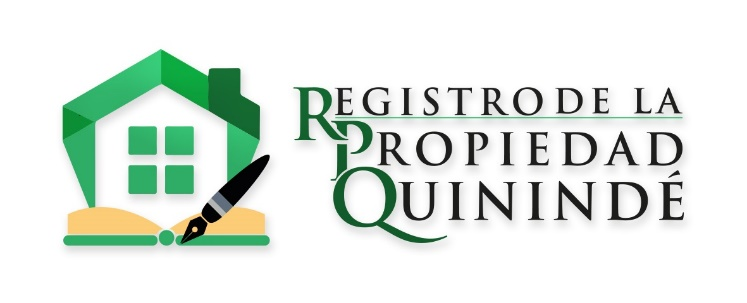 REGISTRO DE LA
PROPIEDAD
QUININDÉ